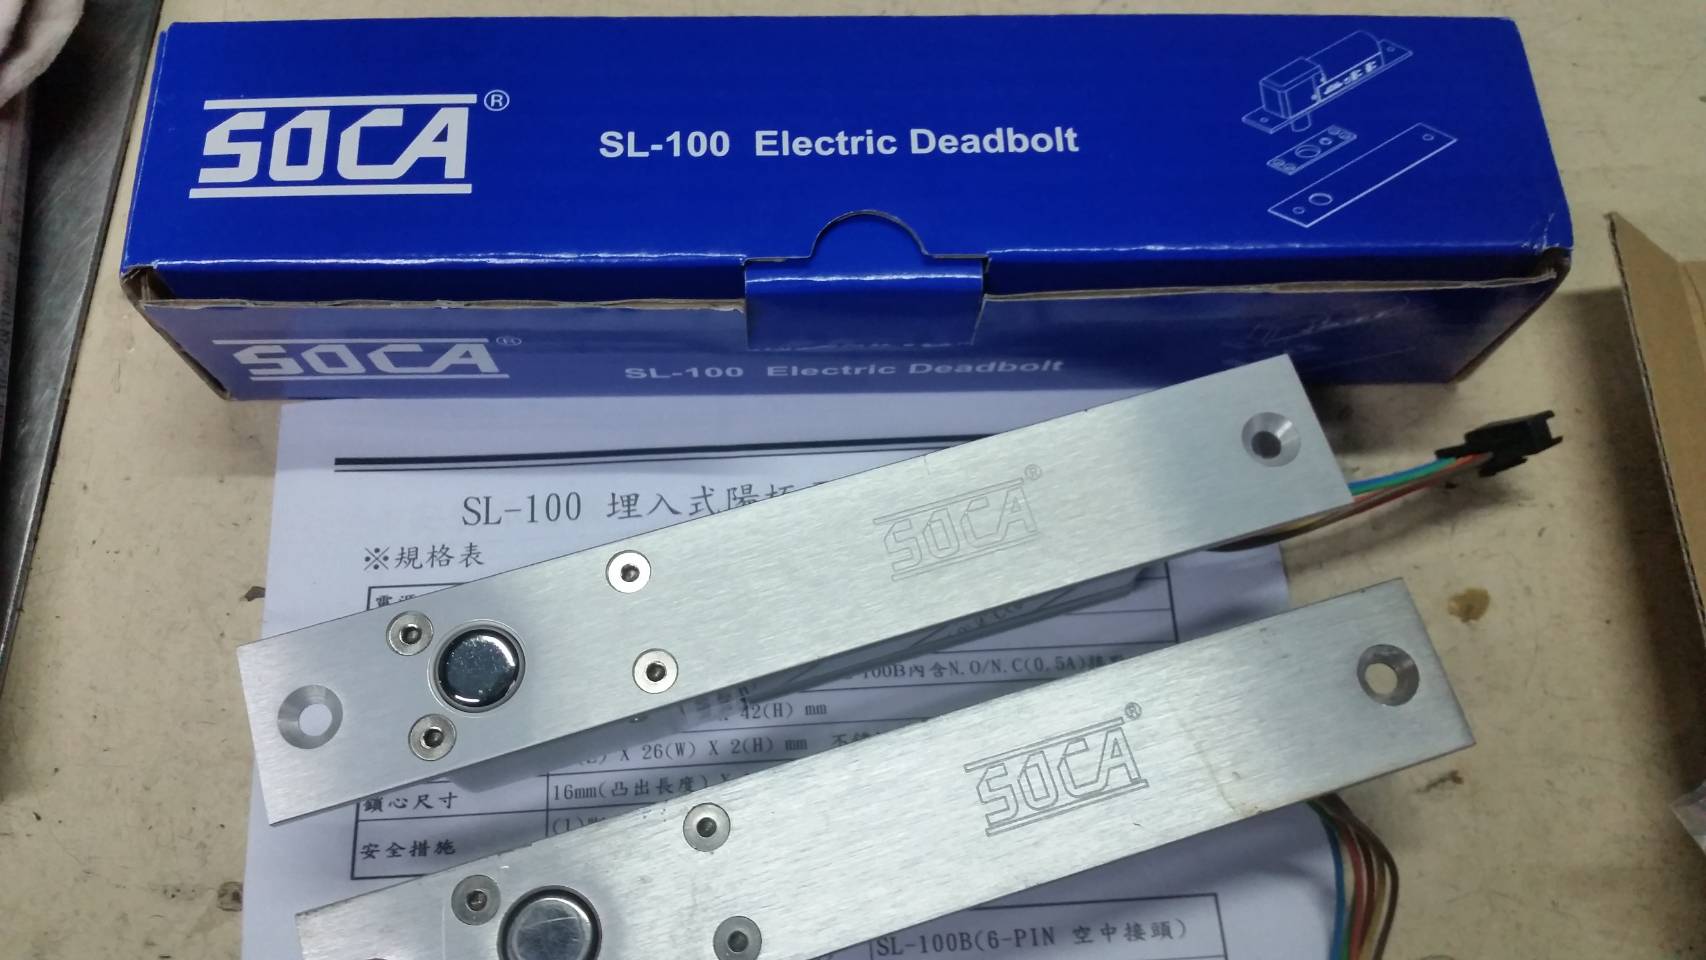 SOCA®
SL-100 Electric Deadbolt
SOCA®
SL-100 Electric Deadbolt
SL-100 埋入式陽
※規格表
SOCA®
100B內含N.O/N.C(0.5A)接
42(H) mm
X 26(W) X 2(H) mm
鎖心尺寸
16mm(凸出長度) X
安全措施
(1)
SOCA®
SL-100B(6-PIN 空中接頭)